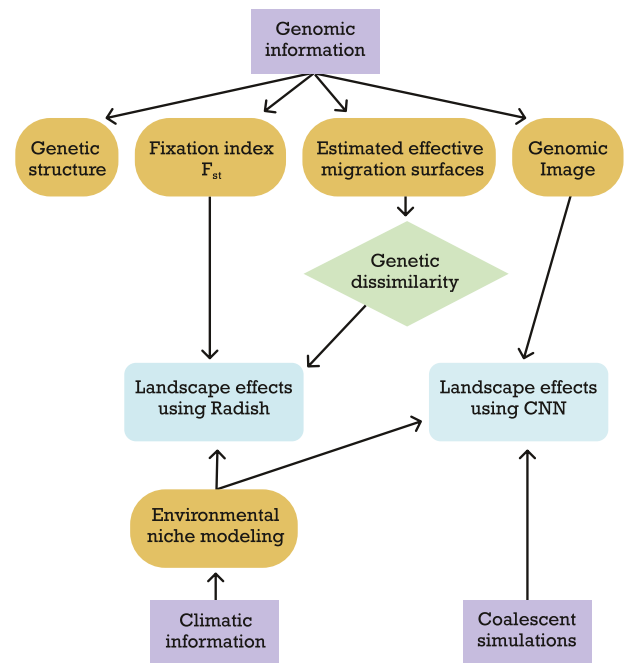 Genomic
information
Genetic
structure
Fixation index
Fst
Estimated effective
migration surfaces
Genomic
Image
Genetic
dissimilarity
Landscape effects
using Radish
Landscape effects
using CNN
Environmental
niche modeling
Climatic
information
Coalescent
simulations